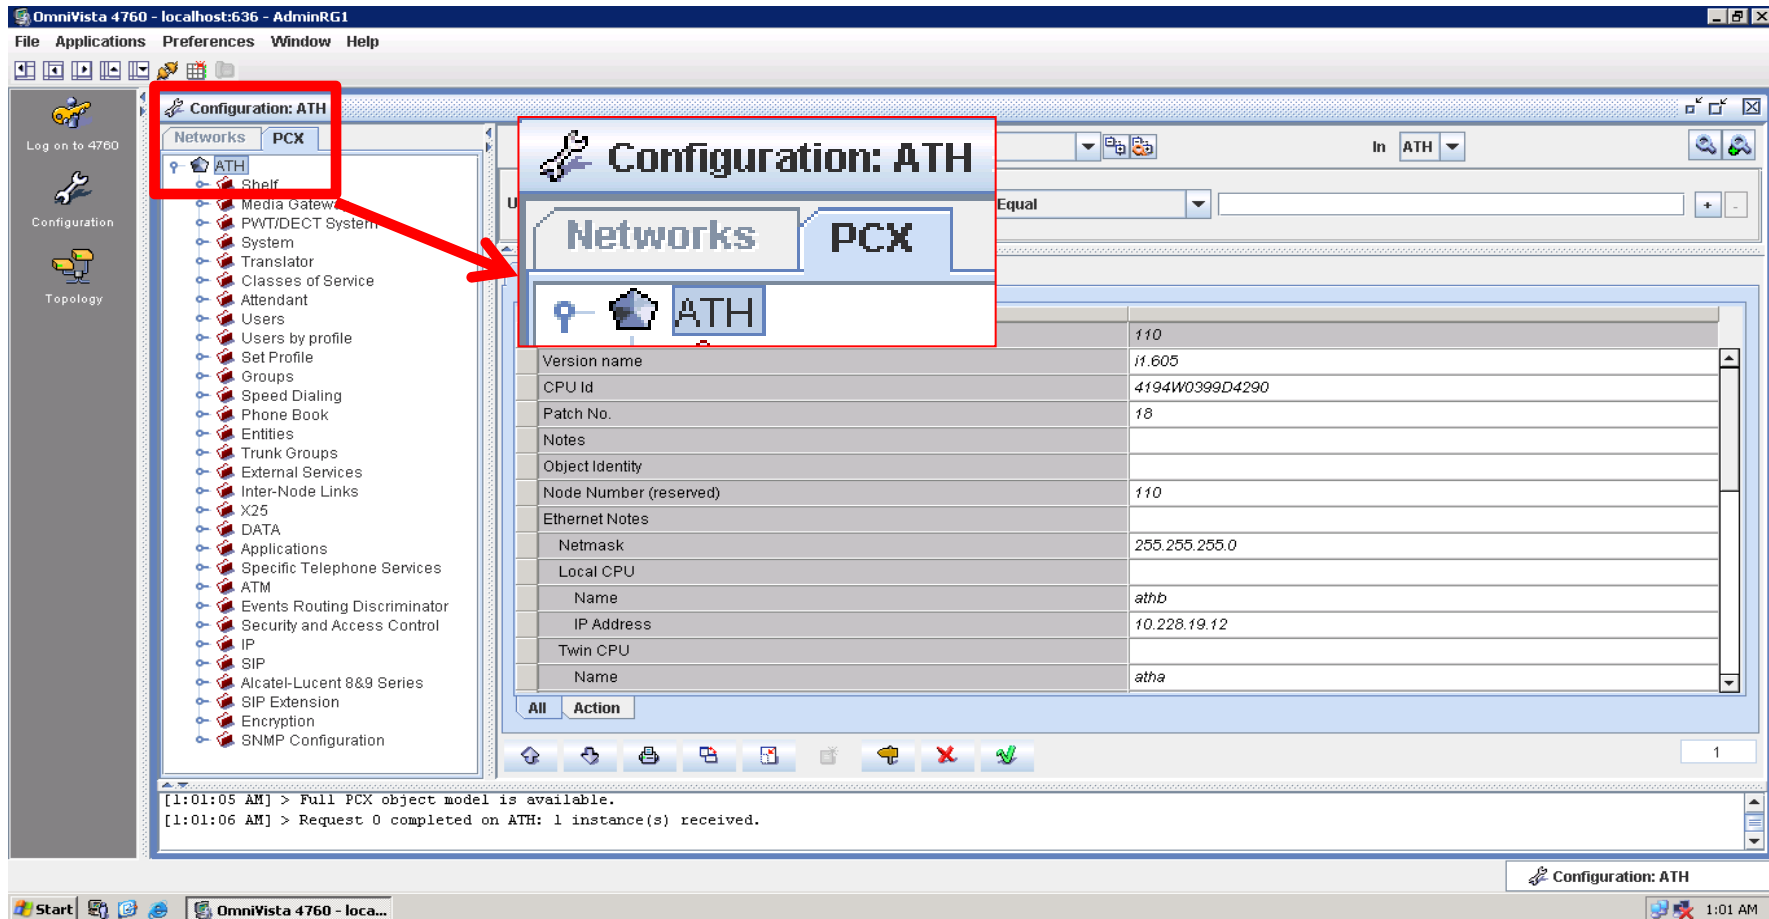 OmniVista 4760 - localhost:636 - AdminRG1
File Applications Preferences Window Help
Log on to 4760
Configuration
Topology
Configuration: ATH
Networks PCX
ATH
Shelf
Media Gatew
PWT/DECT System
System
Translator
Classes of Service
Attendant
Users
Users by profile
Set Profile
Groups
Speed Dialing
Phone Book
Entities
Trunk Groups
External Services
Inter-Node Links
X25
DATA
Applications
Specific Telephone Services
ATM
Events Routing Discriminator
Security and Access Control
IP
SIP
Alcatel-Lucent 8&9 Series
SIP Extension
Encryption
SNMP Configuration
Configuration: ATH
Networks PCX
ATH
In ATH
U
Equal
+ -
110
Version name i1.605
CPU Id 4194W0399D4290
Patch No. 18
Notes
Object Identity
Node Number (reserved) 110
Ethernet Notes
Netmask 255.255.255.0
Local CPU
Name athb
IP Address 10.228.19.12
Twin CPU
Name atha
All Action
1
[1:01:05 AM] > Full PCX object model is available.
[1:01:06 AM] > Request 0 completed on ATH: 1 instance(s) received.
Configuration: ATH
Start OmniVista 4760 - loca... 1:01 AM